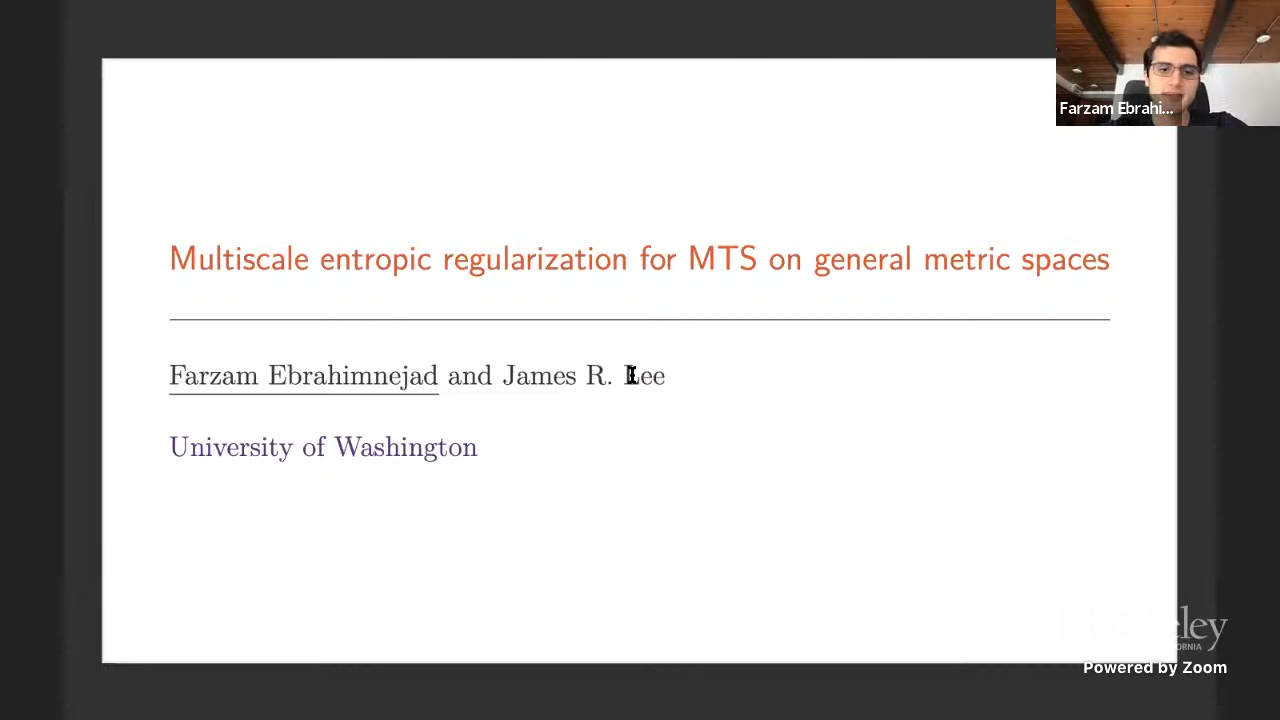 Farzam Ebrahi...
Multiscale entropic regularization for MTS on general metric spaces
Farzam Ebrahimnejad and James R. Lee
University of Washington
Powered by Zoom